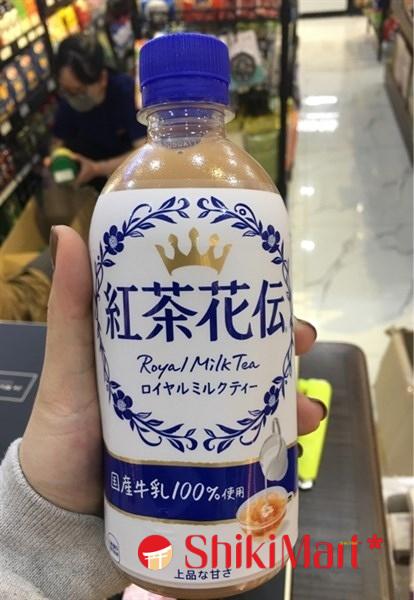 紅茶花伝
Royal Milk Tea
ロイヤルミルクティー
国産牛乳100%使用
ShikiMart*
上品な甘さ